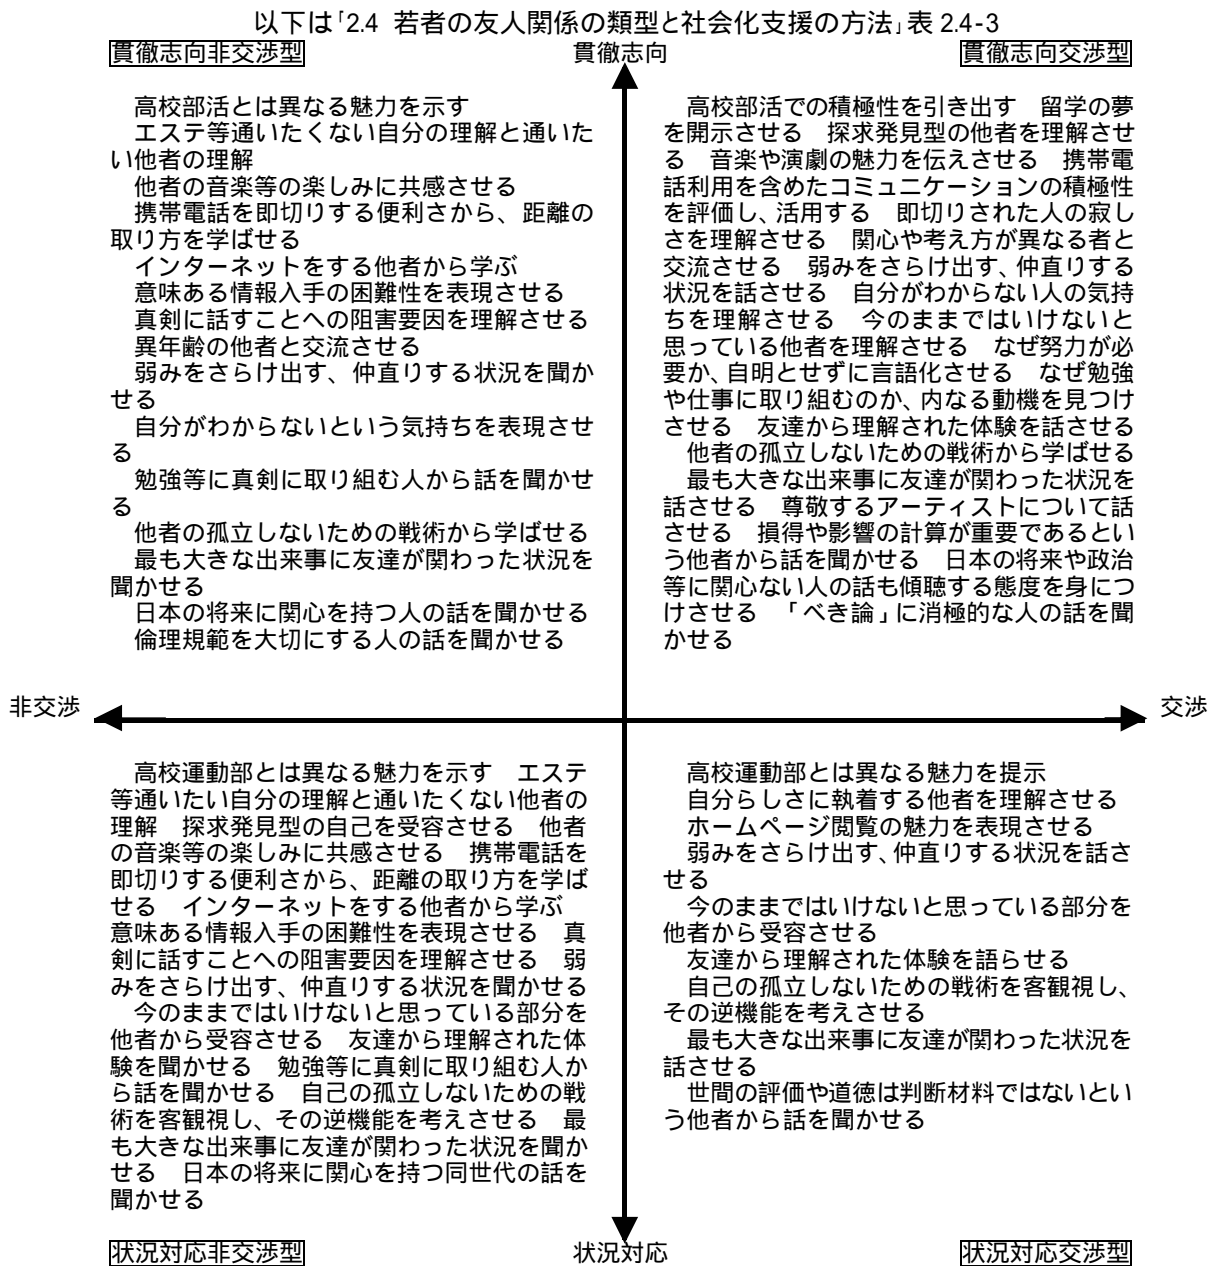 以下は「2.4 若者の友人関係の類型と社会化支援の方法」表 2.4-3
貫徹志向非交渉型
貫徹志向
貫徹志向交渉型
高校部活とは異なる魅力を示す
エステ等通いたくない自分の理解と通いた
い他者の理解
他者の音楽等の楽しみに共感させる
携帯電話を即切りする便利さから、距離の
取り方を学ばせる
インターネットをする他者から学ぶ
意味ある情報入手の困難性を表現させる
真剣に話すことへの阻害要因を理解させる
異年齢の他者と交流させる
弱みをさらけ出す、仲直りする状況を聞か
せる
自分がわからないという気持ちを表現させ
る
勉強等に真剣に取り組む人から話を聞かせ
る
他者の孤立しないための戦術から学ばせる
最も大きな出来事に友達が関わった状況を
聞かせる
日本の将来に関心を持つ人の話を聞かせる
倫理規範を大切にする人の話を聞かせる
高校部活での積極性を引き出す 留学の夢
を開示させる 探求発見型の他者を理解させ
る 音楽や演劇の魅力を伝えさせる 携帯電
話利用を含めたコミュニケーションの積極性
を評価し、活用する 即切りされた人の寂し
さを理解させる 関心や考え方が異なる者と
交流させる 弱みをさらけ出す、仲直りする
状況を話させる 自分がわからない人の気持
ちを理解させる 今のままではいけないと
思っている他者を理解させる なぜ努力が必
要か、自明とせずに言語化させる なぜ勉強
や仕事に取り組むのか、内なる動機を見つけ
させる 友達から理解された体験を話させる
他者の孤立しないための戦術から学ばせる
最も大きな出来事に友達が関わった状況を
話させる 尊敬するアーティストについて話
させる 損得や影響の計算が重要であるとい
う他者から話を聞かせる 日本の将来や政治
等に関心ない人の話も傾聴する態度を身につ
けさせる 「べき論」に消極的な人の話を聞
かせる
非交渉
交渉
高校運動部とは異なる魅力を示す エステ
等通いたい自分の理解と通いたくない他者の
理解 探求発見型の自己を受容させる 他者
の音楽等の楽しみに共感させる 携帯電話を
即切りする便利さから、距離の取り方を学ば
せる インターネットをする他者から学ぶ
意味ある情報入手の困難性を表現させる 真
剣に話すことへの阻害要因を理解させる 弱
みをさらけ出す、仲直りする状況を聞かせる
今のままではいけないと思っている部分を
他者から受容させる 友達から理解された体
験を聞かせる 勉強等に真剣に取り組む人か
ら話を聞かせる 自己の孤立しないための戦
術を客観視し、その逆機能を考えさせる 最
も大きな出来事に友達が関わった状況を聞か
せる 日本の将来に関心を持つ同世代の話を
聞かせる
高校運動部とは異なる魅力を提示
自分らしさに執着する他者を理解させる
ホームページ閲覧の魅力を表現させる
弱みをさらけ出す、仲直りする状況を話さ
せる
今のままではいけないと思っている部分を
他者から受容させる
友達から理解された体験を語らせる
自己の孤立しないための戦術を客観視し、
その逆機能を考えさせる
最も大きな出来事に友達が関わった状況を
話させる
世間の評価や道徳は判断材料ではないとい
う他者から話を聞かせる
状況対応非交渉型
状況対応
状況対応交渉型